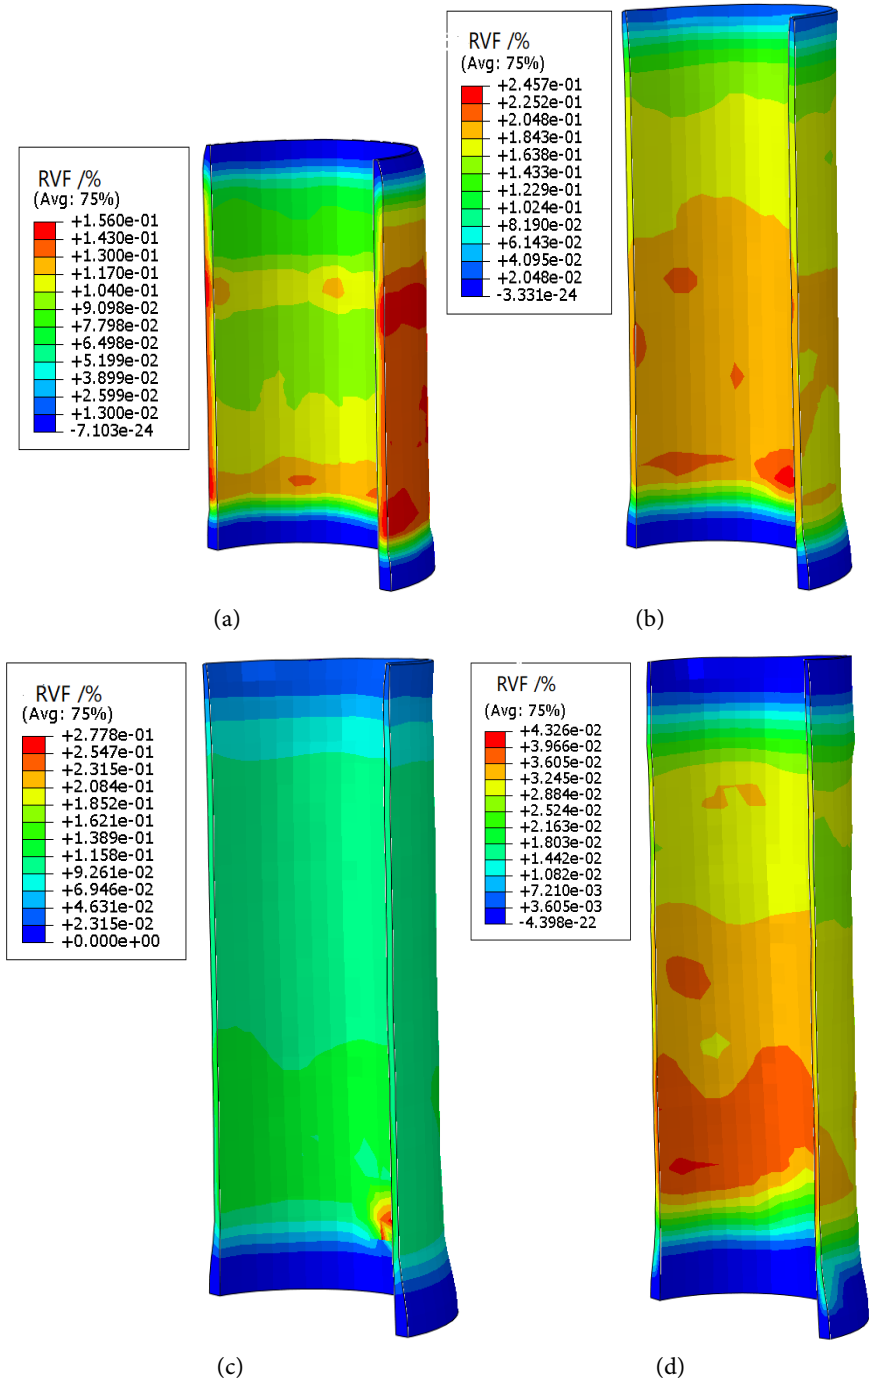 RVF /%
(Avg: 75%)
+1.560e-01
+1.430e-01
+1.300e-01
+1.170e-01
+1.040e-01
+9.098e-02
+7.798e-02
+6.498e-02
+5.199e-02
+3.899e-02
+2.599e-02
+1.300e-02
-7.103e-24
(a)
RVF /%
(Avg: 75%)
+2.457e-01
+2.252e-01
+2.048e-01
+1.843e-01
+1.638e-01
+1.433e-01
+1.229e-01
+1.024e-01
+8.190e-02
+6.143e-02
+4.095e-02
+2.048e-02
-3.331e-24
(b)
RVF /%
(Avg: 75%)
+2.778e-01
+2.547e-01
+2.315e-01
+2.084e-01
+1.852e-01
+1.621e-01
+1.389e-01
+1.158e-01
+9.261e-02
+6.946e-02
+4.631e-02
+2.315e-02
+0.000e+00
(c)
RVF /%
(Avg: 75%)
+4.326e-02
+3.966e-02
+3.605e-02
+3.245e-02
+2.884e-02
+2.524e-02
+2.163e-02
+1.803e-02
+1.442e-02
+1.082e-02
+7.210e-03
+3.605e-03
-4.398e-22
(d)